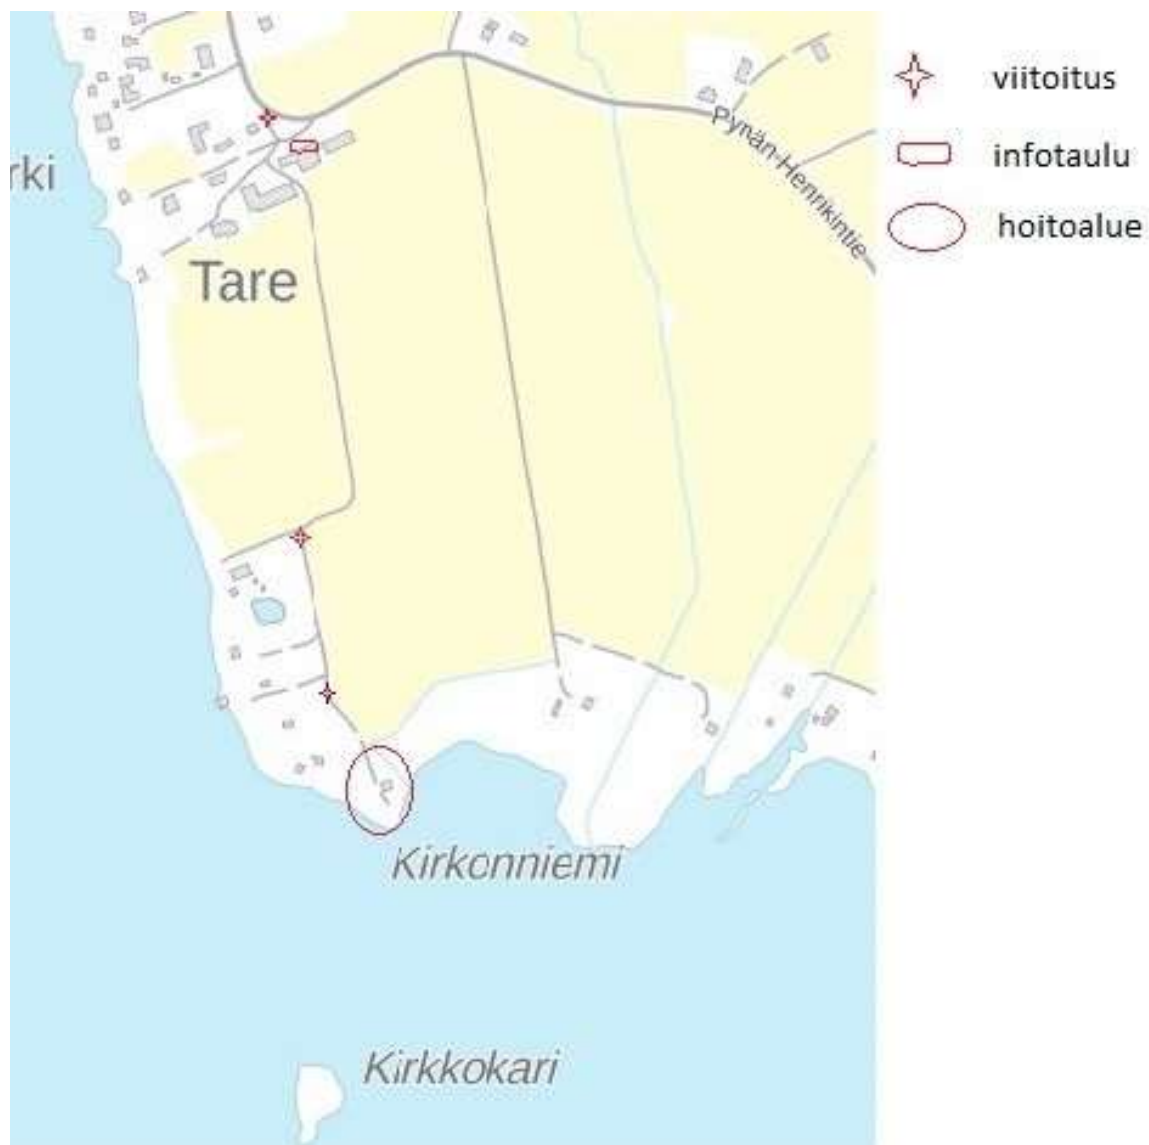 viitoitus
infotaulu
hoitoalue
rki
Pynän-Henrikintie
Tare
Kirkonniemi
Kirkkokari